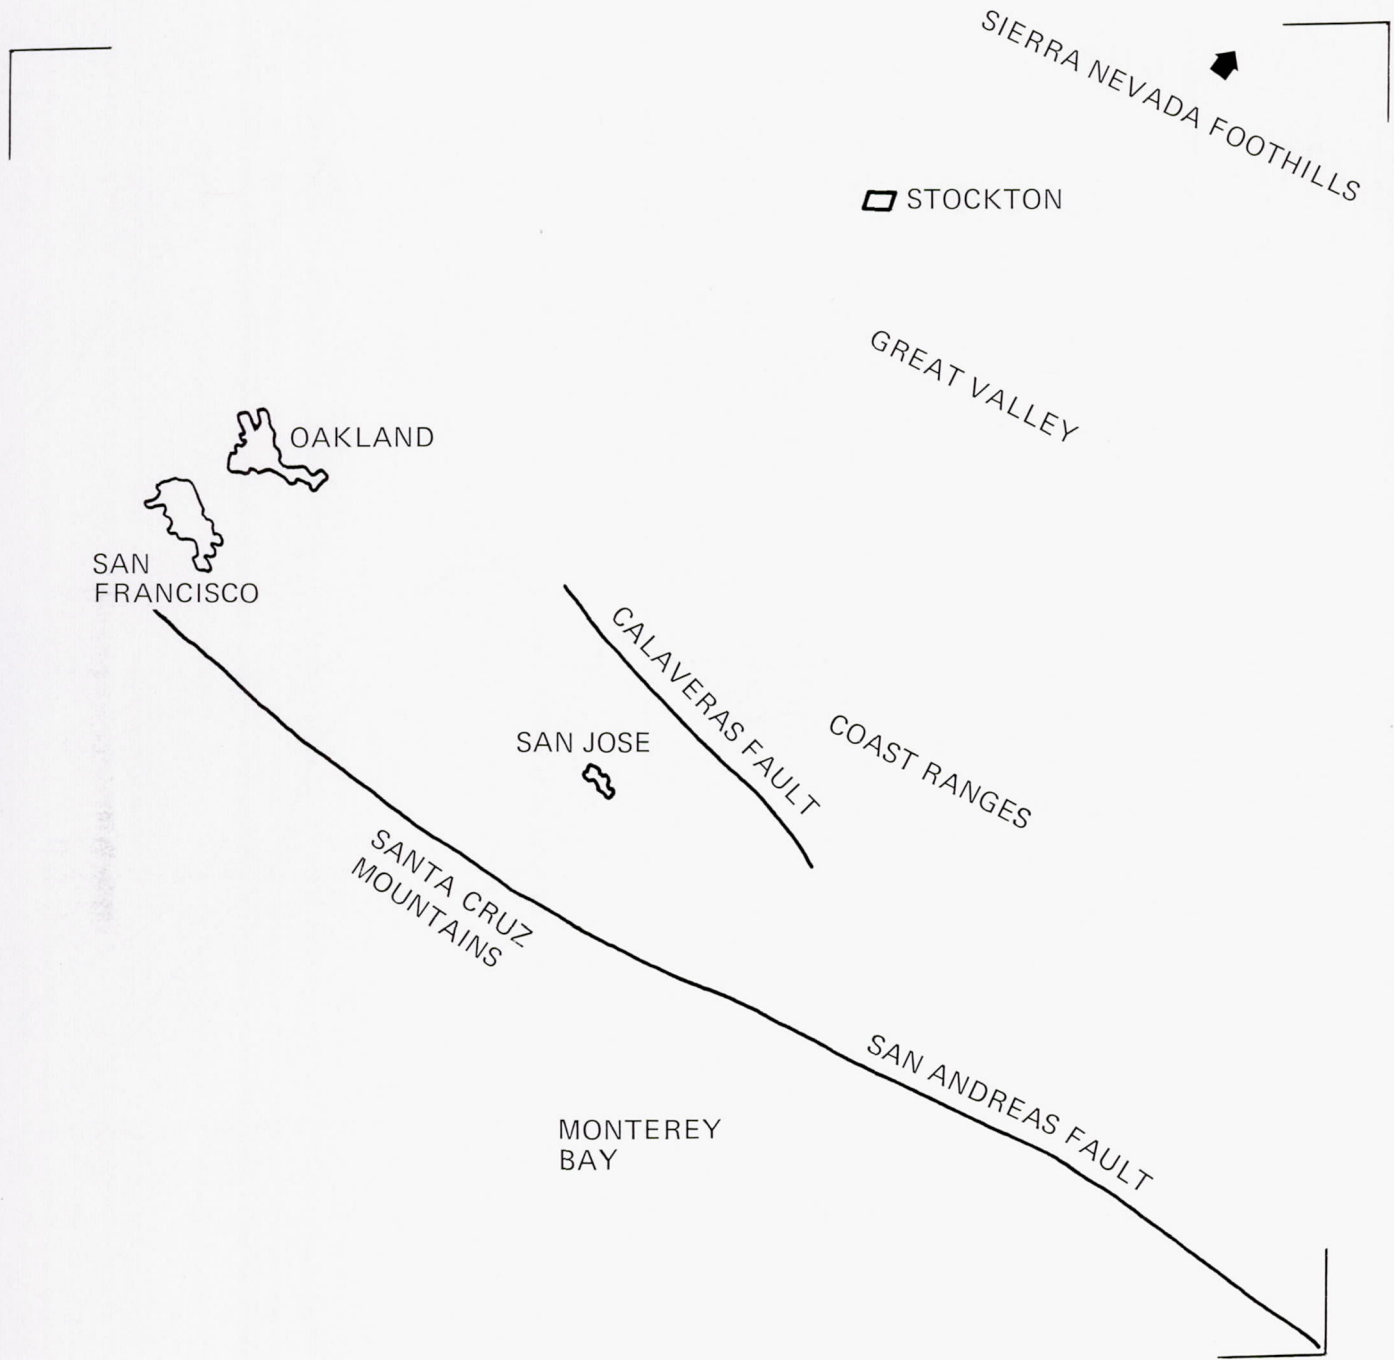 SIERRA NEVADA FOOTHILLS
STOCKTON
GREAT VALLEY
OAKLAND
SAN
FRANCISCO
CALAVERAS FAULT
COAST RANGES
SAN JOSE
SANTA CRUZ
MOUNTAINS
SAN ANDREAS FAULT
MONTEREY
BAY